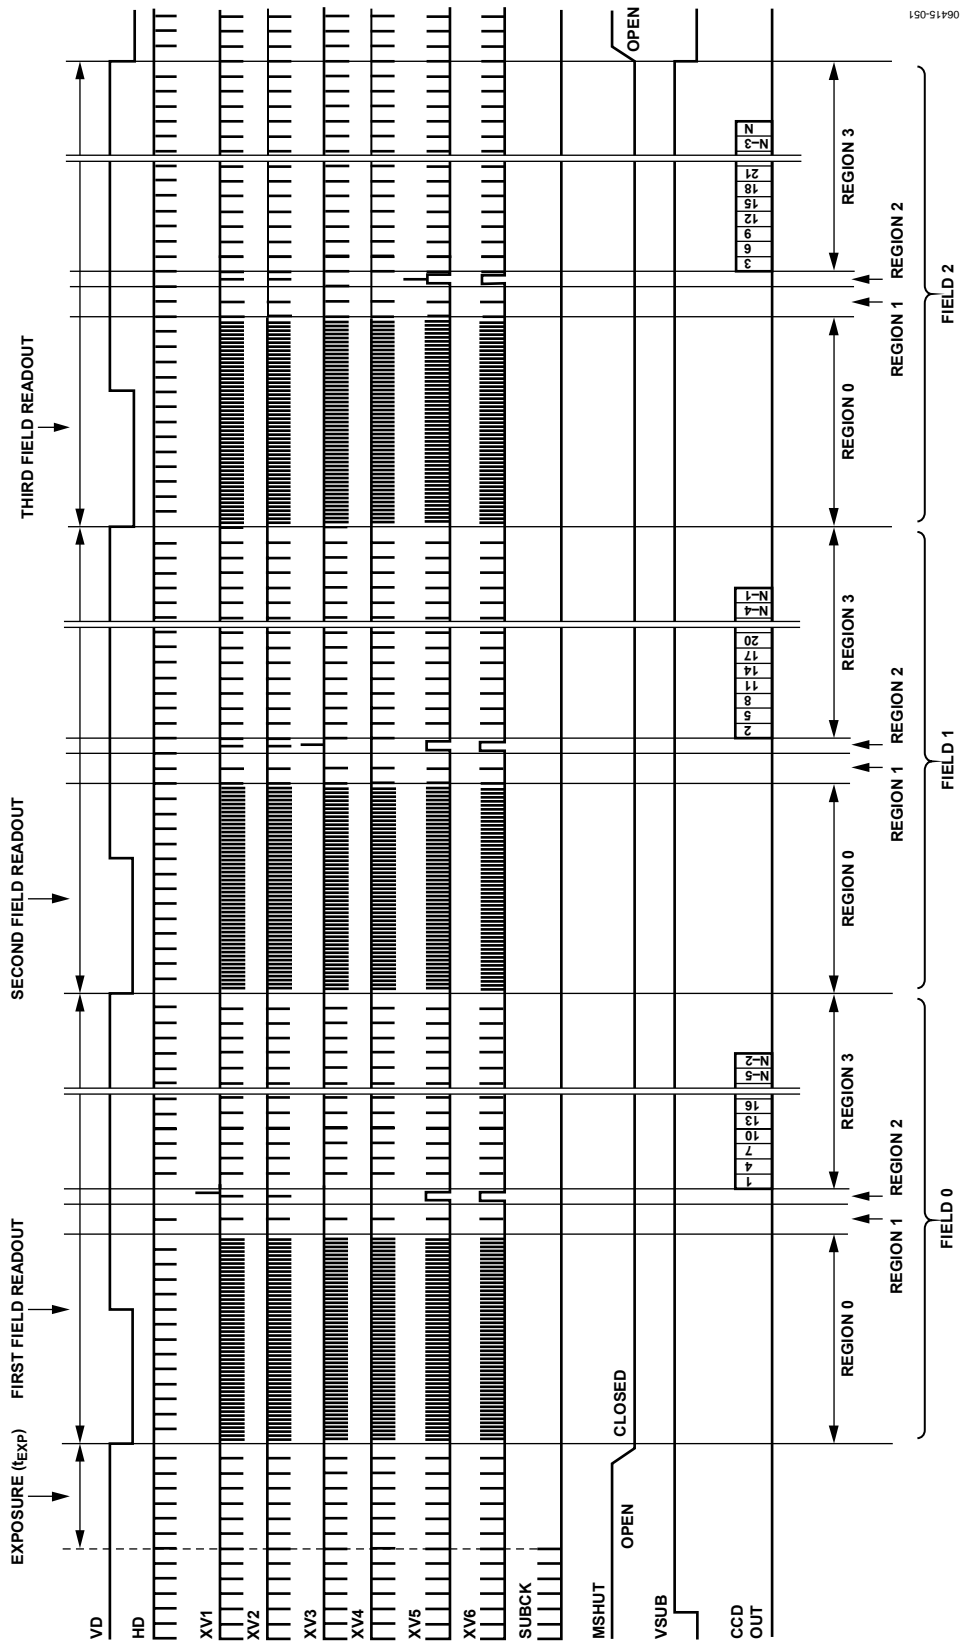 EXPOSURE (tEXP)
FIRST FIELD READOUT
SECOND FIELD READOUT
THIRD FIELD READOUT
VD
HD
XV1
XV2
XV3
XV4
XV5
XV6
SUBCK
MSHUT
OPEN
CLOSED
OPEN
VSUB
CCD
OUT
1
4
7
10
13
16
N–5
N–2
2
5
8
11
14
17
20
N–4
N–1
3
6
9
12
15
18
21
N–3
N
REGION 0
REGION 3
REGION 0
REGION 3
REGION 0
REGION 3
REGION 1
REGION 2
REGION 1
REGION 2
REGION 1
REGION 2
FIELD 0
FIELD 1
FIELD 2
06415-051